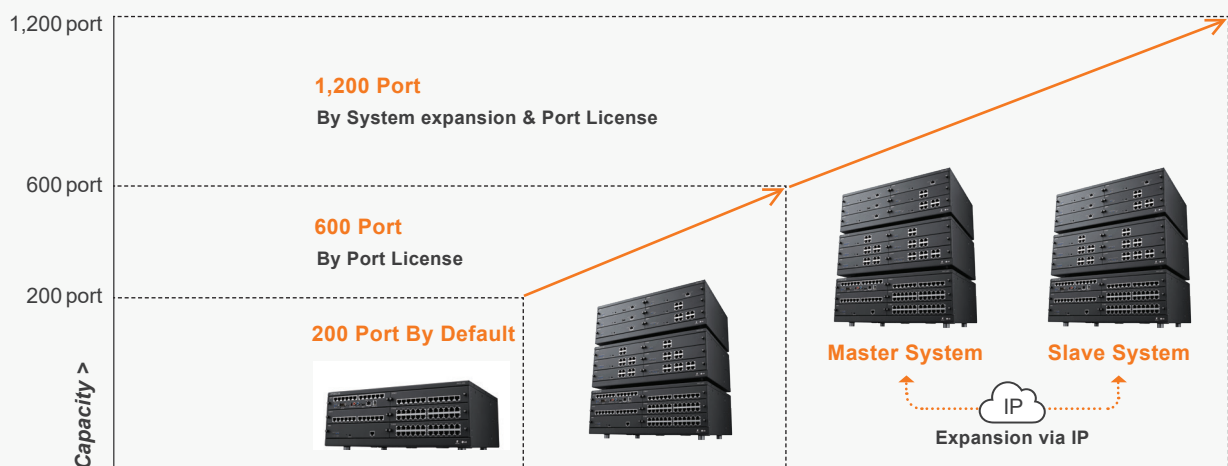 1,200 port
1,200 Port
By System expansion & Port License
600 port
600 Port
By Port License
200 port
200 Port By Default
Master System
Slave System
IP
Expansion via IP
Capacity >